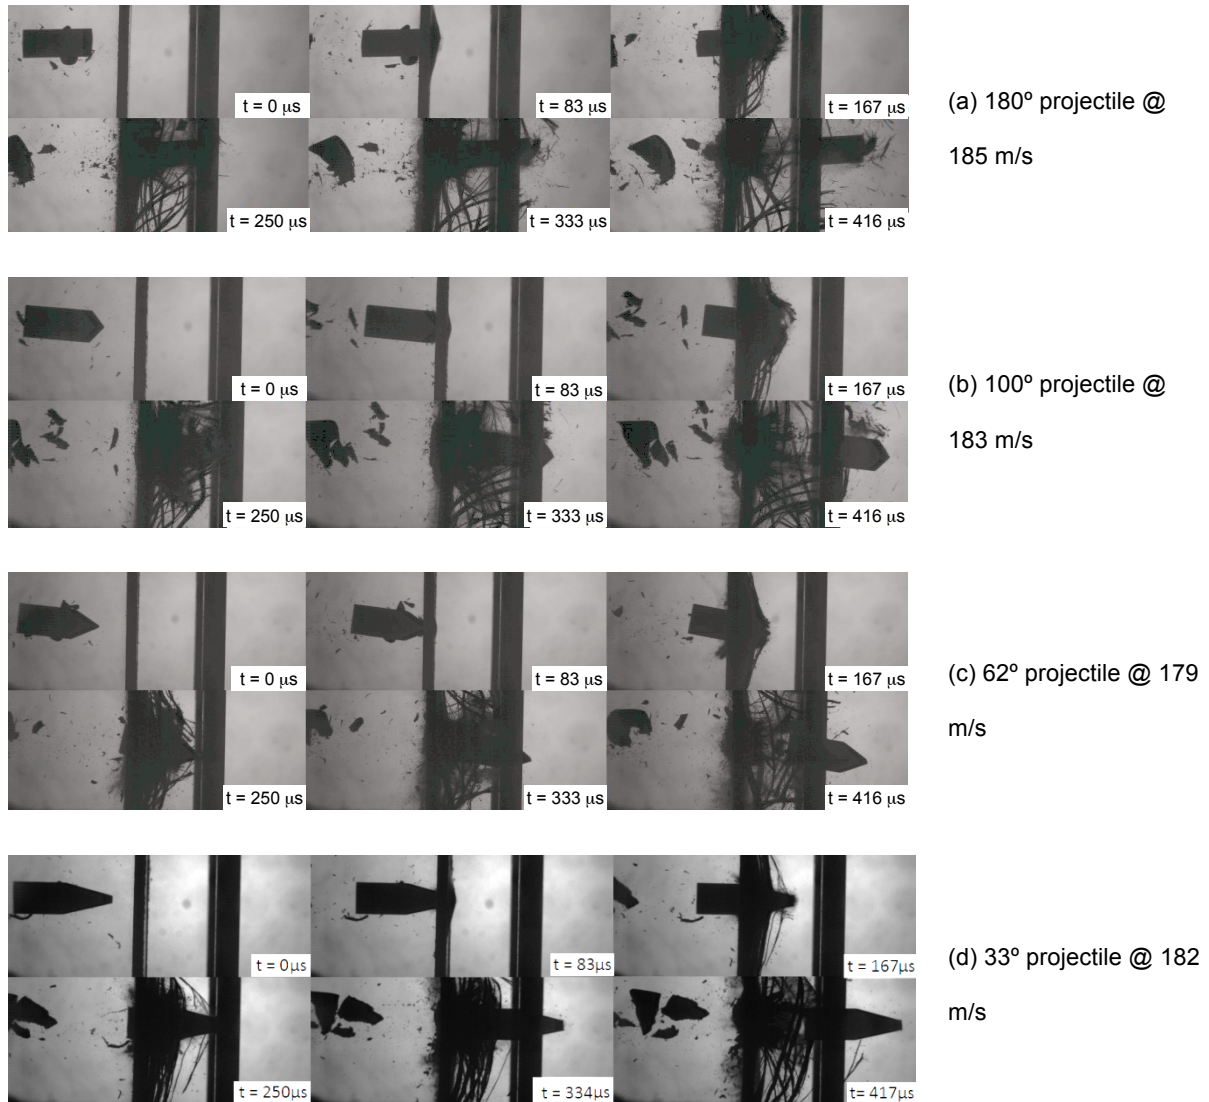 t = 0 μs
t = 83 μs
t = 167 μs
(a) 180º projectile @
185 m/s
t = 250 μs
t = 333 μs
t = 416 μs
t = 0 μs
t = 83 μs
t = 167 μs
(b) 100º projectile @
183 m/s
t = 250 μs
t = 333 μs
t = 416 μs
t = 0 μs
t = 83 μs
t = 167 μs
(c) 62º projectile @ 179
m/s
t = 250 μs
t = 333 μs
t = 416 μs
t = 0μs
t = 83μs
t = 167μs
(d) 33º projectile @ 182
m/s
t = 250μs
t = 334μs
t = 417μs